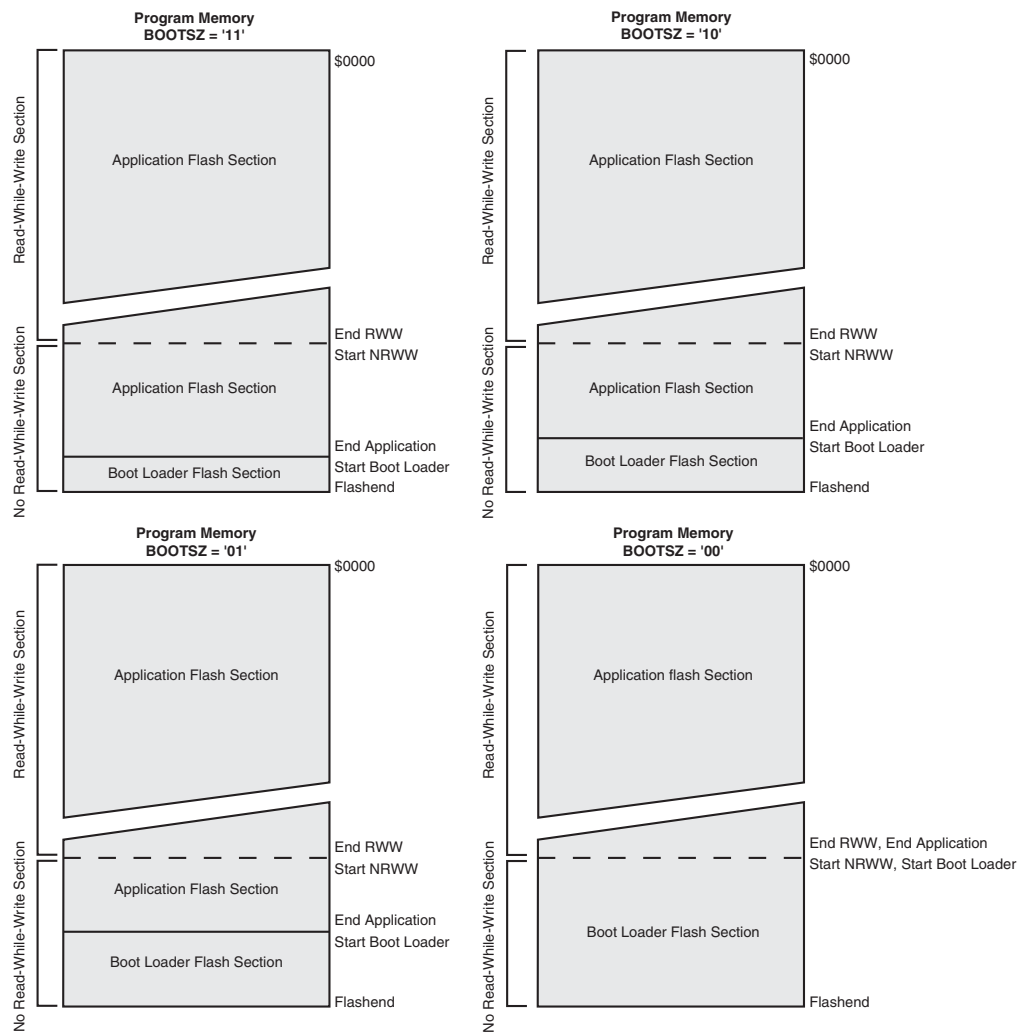 Program Memory
BOOTSZ = '11'
$0000
Read-While-Write Section
Application Flash Section
End RWW
Start NRWW
No Read-While-Write Section
Application Flash Section
End Application
Start Boot Loader
Boot Loader Flash Section
Flashend
Program Memory
BOOTSZ = '10'
$0000
Read-While-Write Section
Application Flash Section
End RWW
Start NRWW
No Read-While-Write Section
Application Flash Section
End Application
Start Boot Loader
Boot Loader Flash Section
Flashend
Program Memory
BOOTSZ = '01'
$0000
Read-While-Write Section
Application Flash Section
End RWW
Start NRWW
No Read-While-Write Section
Application Flash Section
End Application
Start Boot Loader
Boot Loader Flash Section
Flashend
Program Memory
BOOTSZ = '00'
$0000
Read-While-Write Section
Application flash Section
End RWW, End Application
Start NRWW, Start Boot Loader
No Read-While-Write Section
Boot Loader Flash Section
Flashend